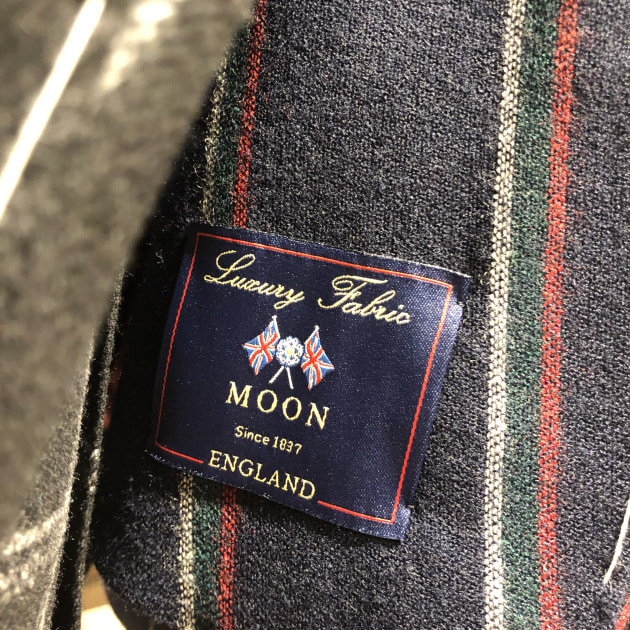 Luxury Fabric
MOON
Since 1837
ENGLAND